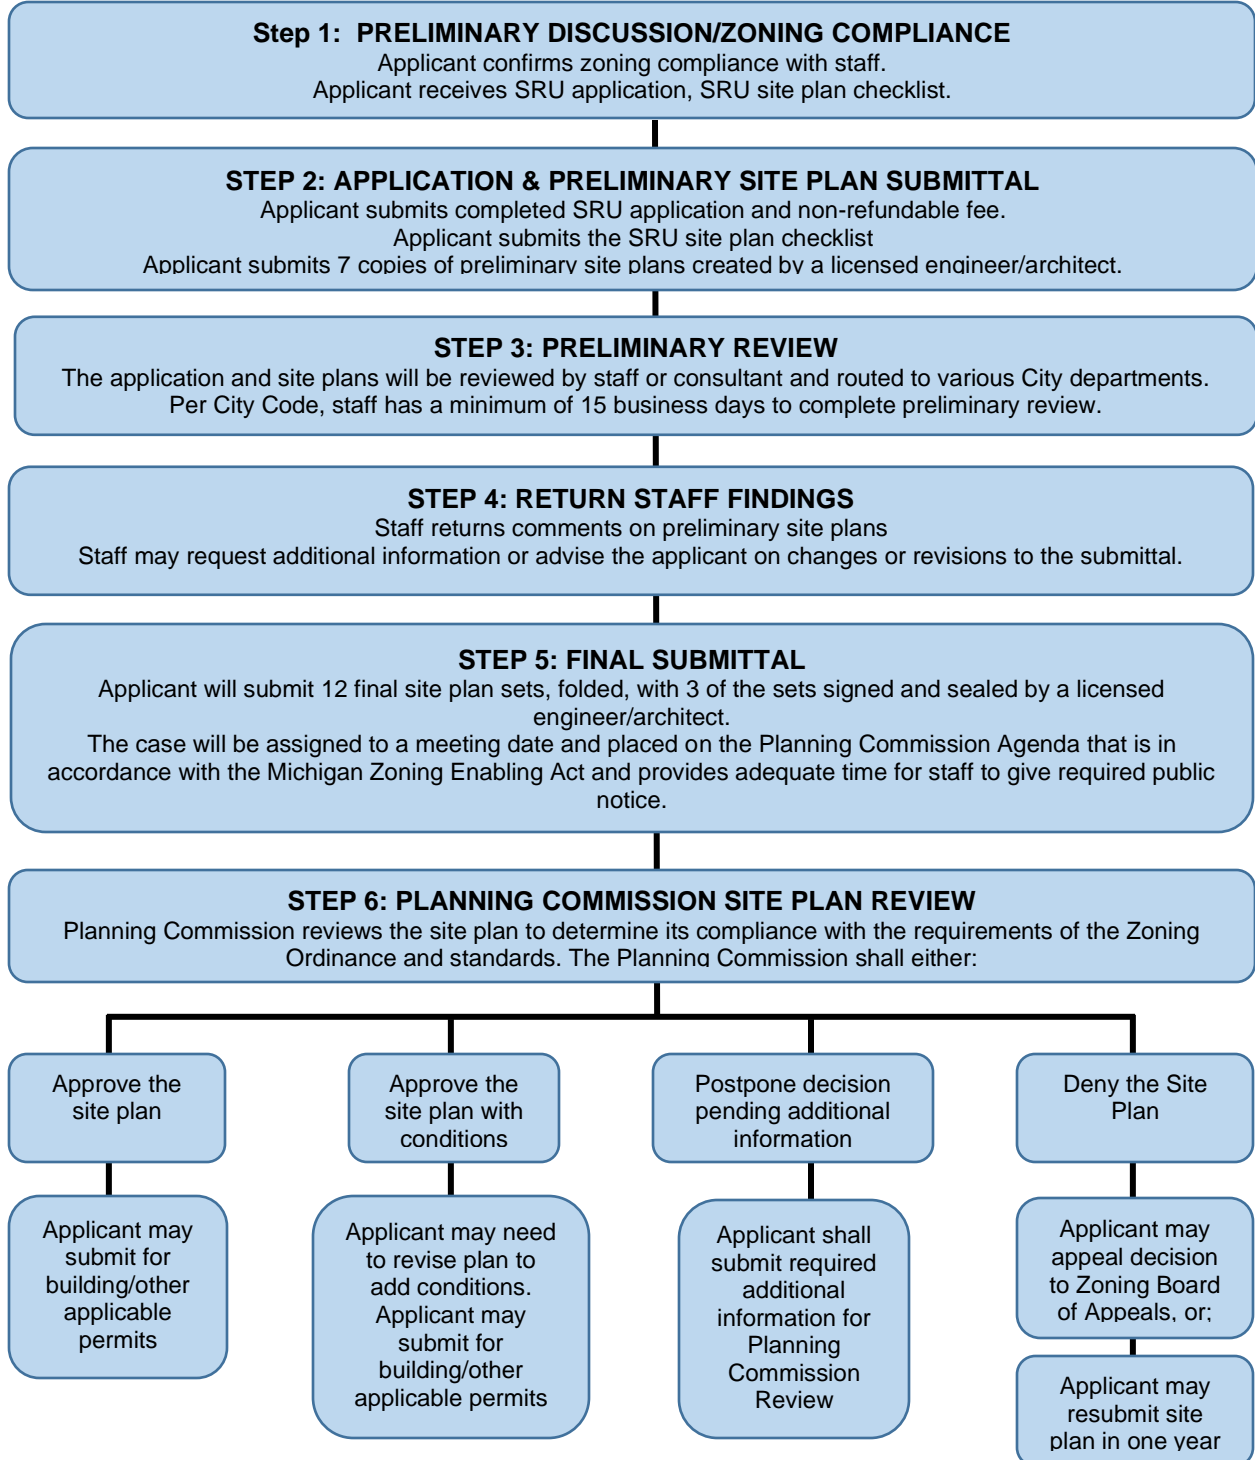 Step 1: PRELIMINARY DISCUSSION/ZONING COMPLIANCE
Applicant confirms zoning compliance with staff.
Applicant receives SRU application, SRU site plan checklist.
STEP 2: APPLICATION & PRELIMINARY SITE PLAN SUBMITTAL
Applicant submits completed SRU application and non-refundable fee.
Applicant submits the SRU site plan checklist
Applicant submits 7 copies of preliminary site plans created by a licensed engineer/architect.
STEP 3: PRELIMINARY REVIEW
The application and site plans will be reviewed by staff or consultant and routed to various City departments.
Per City Code, staff has a minimum of 15 business days to complete preliminary review.
STEP 4: RETURN STAFF FINDINGS
Staff returns comments on preliminary site plans
Staff may request additional information or advise the applicant on changes or revisions to the submittal.
STEP 5: FINAL SUBMITTAL
Applicant will submit 12 final site plan sets, folded, with 3 of the sets signed and sealed by a licensed
engineer/architect.
The case will be assigned to a meeting date and placed on the Planning Commission Agenda that is in
accordance with the Michigan Zoning Enabling Act and provides adequate time for staff to give required public
notice.
STEP 6: PLANNING COMMISSION SITE PLAN REVIEW
Planning Commission reviews the site plan to determine its compliance with the requirements of the Zoning
Ordinance and standards. The Planning Commission shall either:
Approve the
site plan
Approve the
site plan with
conditions
Postpone decision
pending additional
information
Deny the Site
Plan
Applicant may
submit for
building/other
applicable
permits
Applicant may need
to revise plan to
add conditions.
Applicant may
submit for
building/other
applicable permits
Applicant shall
submit required
additional
information for
Planning
Commission
Review
Applicant may
appeal decision
to Zoning Board
of Appeals, or;
Applicant may
resubmit site
plan in one year